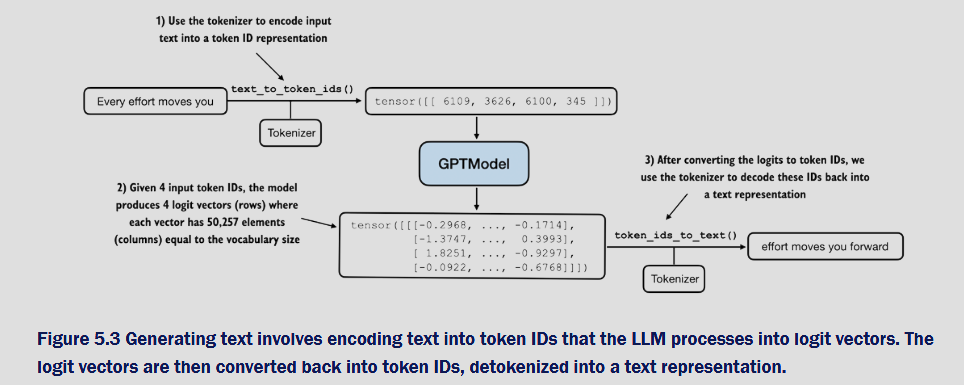 1) Use the tokenizer to encode input
text into a token ID representation
text_to_token_ids()
Every effort moves you
tensor([[ 6109, 3626, 6100, 345 ]])
Tokenizer
GPTModel
2) Given 4 input token IDs, the model
produces 4 logit vectors (rows) where
each vector has 50,257 elements
(columns) equal to the vocabulary size
tensor([[[-0.2968, ..., -0.1714],
[-1.3747, ..., 0.3993],
[ 1.8251, ..., -0.9297],
[-0.0922, ..., -0.6768]]])
3) After converting the logits to token IDs, we
use the tokenizer to decode these IDs back into
a text representation
token_ids_to_text()
effort moves you forward
Tokenizer
Figure 5.3 Generating text involves encoding text into token IDs that the LLM processes into logit vectors. The
logit vectors are then converted back into token IDs, detokenized into a text representation.